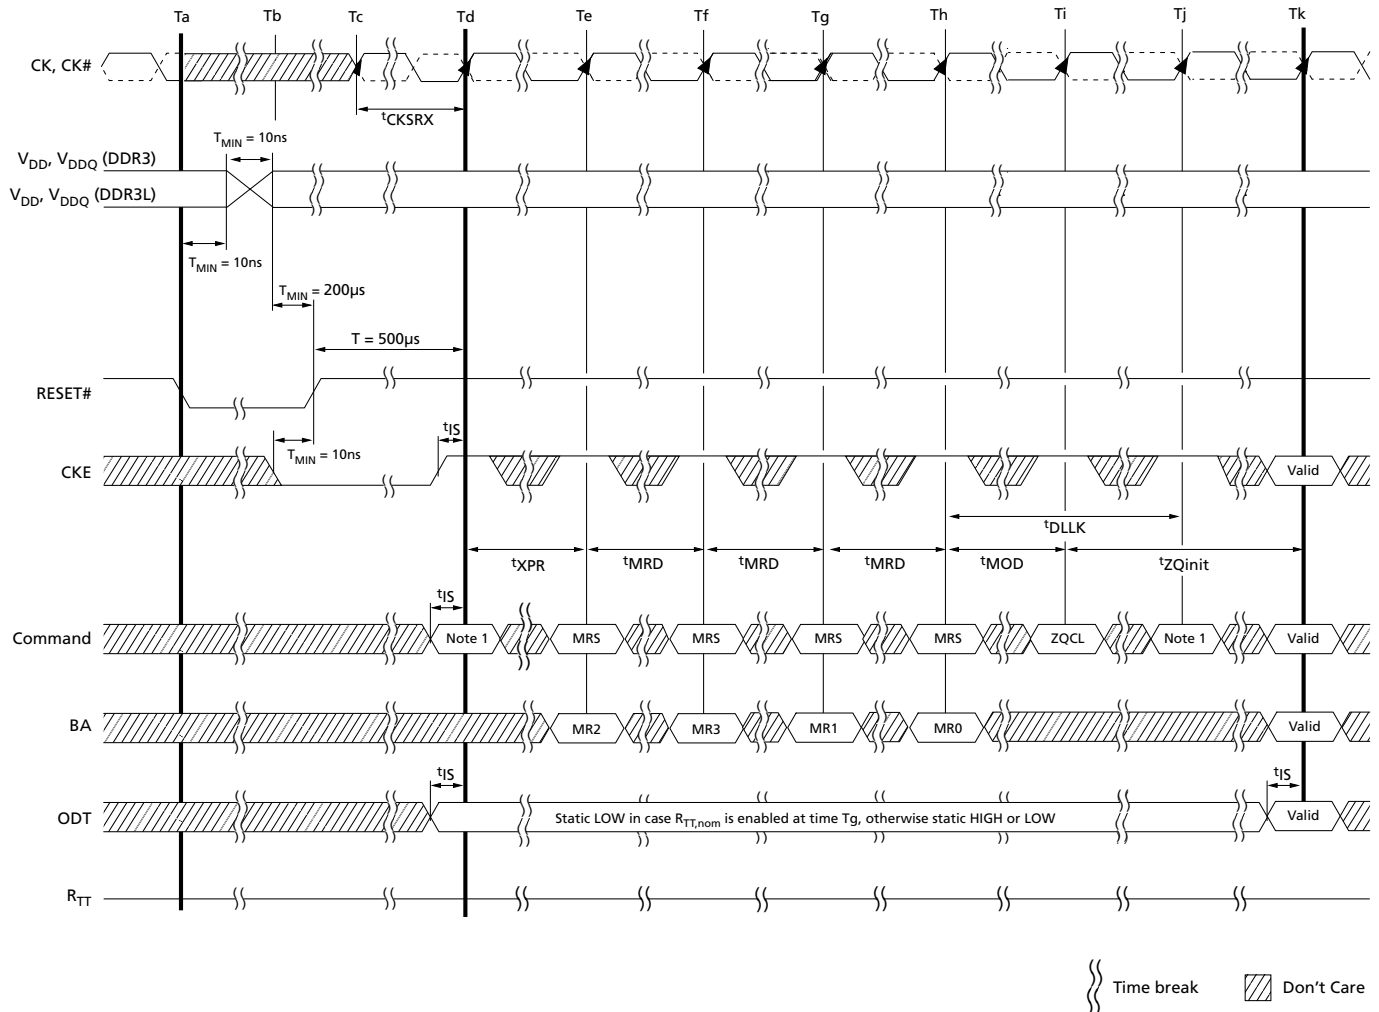 Ta Tb Tc Td Te Tf Tg Th Ti Tj Tk
CK, CK#
tCKSRX
TMIN = 10ns
VDD, VDDQ (DDR3)
VDD, VDDQ (DDR3L)
TMIN = 10ns
TMIN = 200µs
T = 500µs
RESET#
tIS
TMIN = 10ns
CKE
Valid
tDLLK
tXPR tMRD tMRD tMRD tMOD tZQinit
tIS
Command Note 1 MRS MRS MRS MRS ZQCL Note 1 Valid
BA MR2 MR3 MR1 MR0 Valid
tIS tIS
ODT Static LOW in case RTT,nom is enabled at time Tg, otherwise static HIGH or LOW Valid
RTT
Time break Don't Care